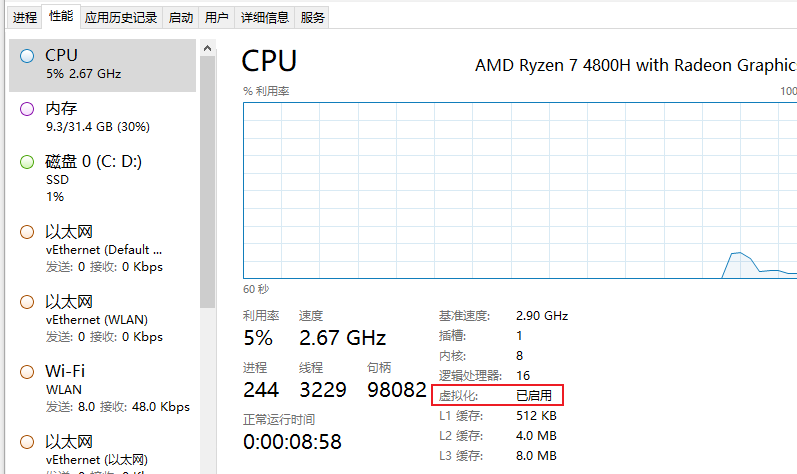 进程 性能 应用历史记录 启动 用户 详细信息 服务
CPU
5% 2.67 GHz
内存
9.3/31.4 GB (30%)
磁盘 0 (C: D:)
SSD
1%
以太网
vEthernet (Default ...
发送: 0 接收: 0 Kbps
以太网
vEthernet (WLAN)
发送: 0 接收: 0 Kbps
Wi-Fi
WLAN
发送: 8.0 接收: 48.0 Kbps
以太网
vEthernet (以太网)
CPU
AMD Ryzen 7 4800H with Radeon Graphics
% 利用率
100
60 秒
利用率 速度
5% 2.67 GHz
进程 线程 句柄
244 3229 98082
正常运行时间
0:00:08:58
基准速度: 2.90 GHz
插槽: 1
内核: 8
逻辑处理器: 16
虚拟化: 已启用
L1 缓存: 512 KB
L2 缓存: 4.0 MB
L3 缓存: 8.0 MB